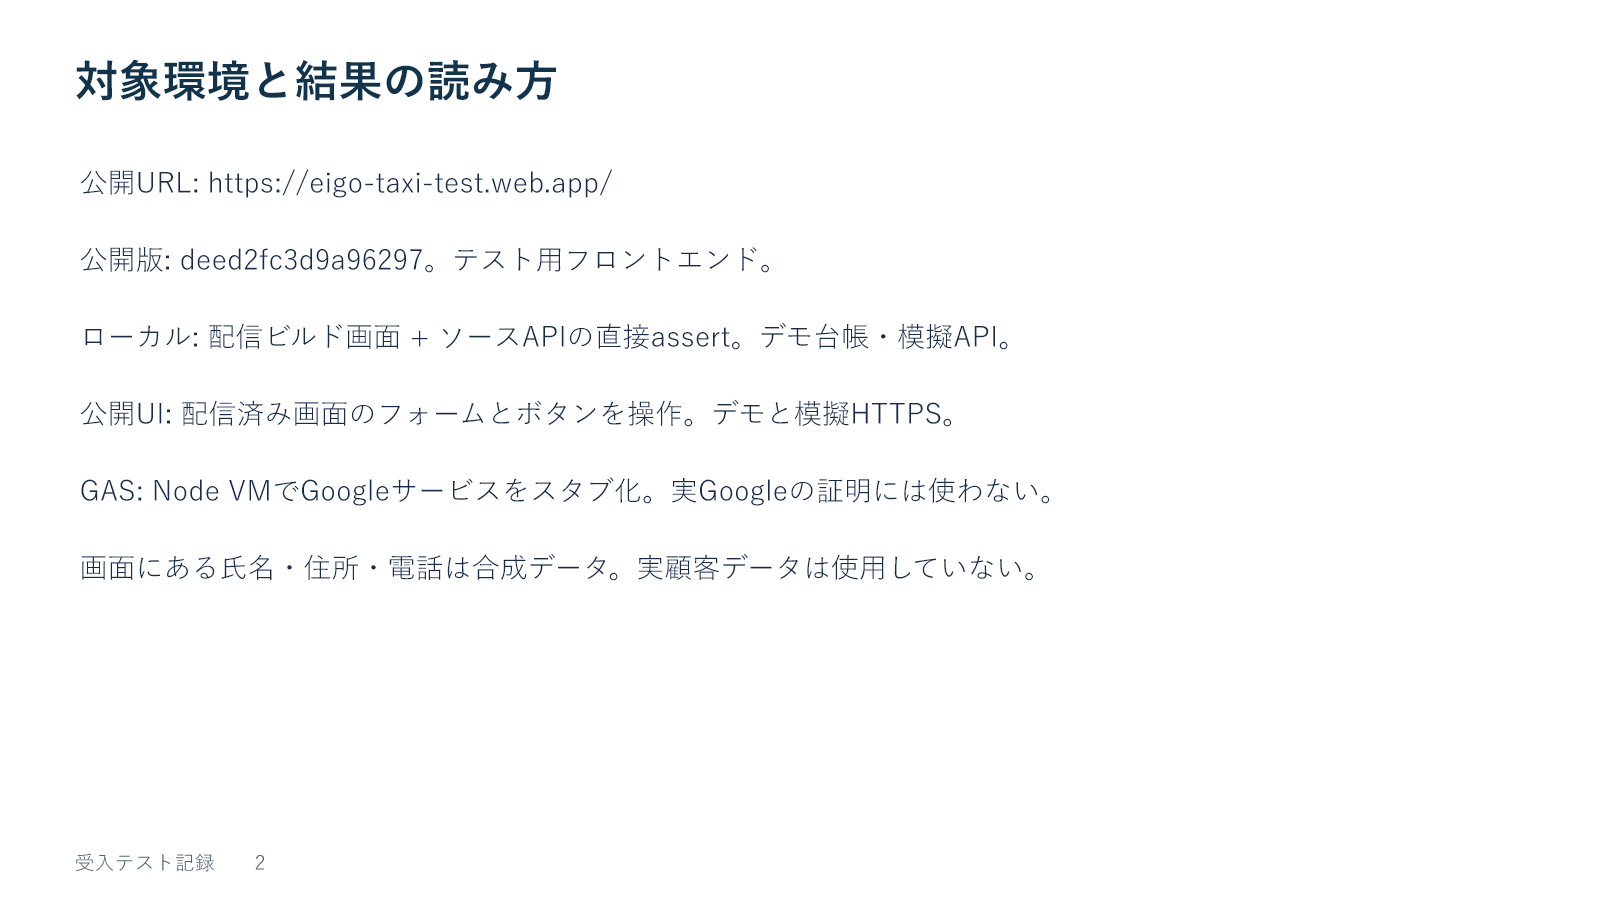 対象環境と結果の読み方
公開URL: https://eigo-taxi-test.web.app/
公開版: deed2fc3d9a96297。テスト用フロントエンド。
ローカル: 配信ビルド画面 + ソースAPIの直接assert。デモ台帳・模擬API。
公開UI: 配信済み画面のフォームとボタンを操作。デモと模擬HTTPS。
GAS: Node VMでGoogleサービスをスタブ化。実Googleの証明には使わない。
画面にある氏名・住所・電話は合成データ。実顧客データは使用していない。
受入テスト記録 2